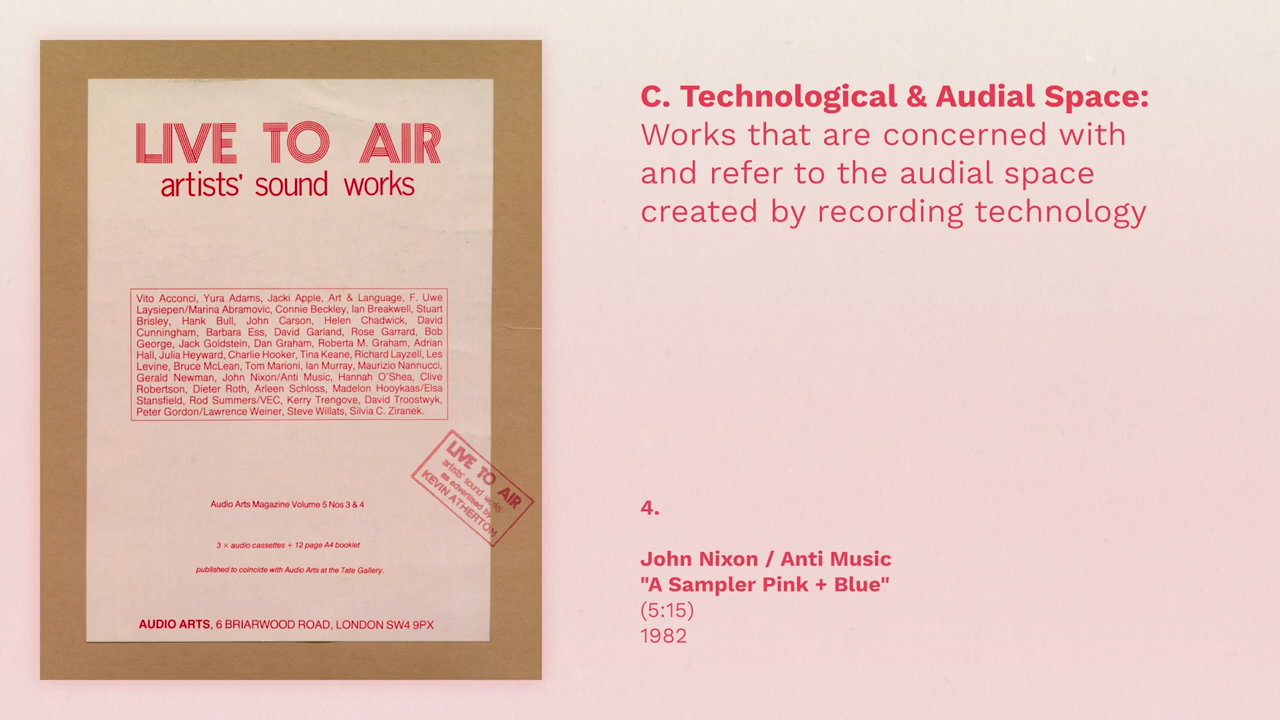 LIVE TO AIR
artists' sound works
Vito Acconci, Yura Adams, Jacki Apple, Art & Language, F. Uwe
Laysiepen/Marina Abramovic, Connie Beckley, Ian Breakwell, Stuart
Brisley, Hank Bull, John Carson, Helen Chadwick, David
Cunningham, Barbara Ess, David Garland, Rose Garrard, Bob
George, Jack Goldstein, Dan Graham, Roberta M. Graham, Adrian
Hall, Julia Heyward, Charlie Hooker, Tina Keane, Richard Layzell, Les
Levine, Bruce McLean, Tom Marioni, Ian Murray, Maurizio Nannucci,
Gerald Newman, John Nixon/Anti Music, Hannah O'Shea, Clive
Robertson, Dieter Roth, Arleen Schloss, Madelon Hooykaas/Elsa
Stansfield, Rod Summers/VEC, Kerry Trengove, David Troostwyk,
Peter Gordon/Lawrence Weiner, Steve Willats, Silvia C. Ziranek.
LIVE TO AIR
artists' sound works
as advertised by
KEVIN ATHERTON
Audio Arts Magazine Volume 5 Nos 3 & 4
3 × audio cassettes + 12 page A4 booklet
published to coincide with Audio Arts at the Tate Gallery.
AUDIO ARTS, 6 BRIARWOOD ROAD, LONDON SW4 9PX
C. Technological & Audial Space:
Works that are concerned with
and refer to the audial space
created by recording technology
4.
John Nixon / Anti Music
"A Sampler Pink + Blue"
(5:15)
1982